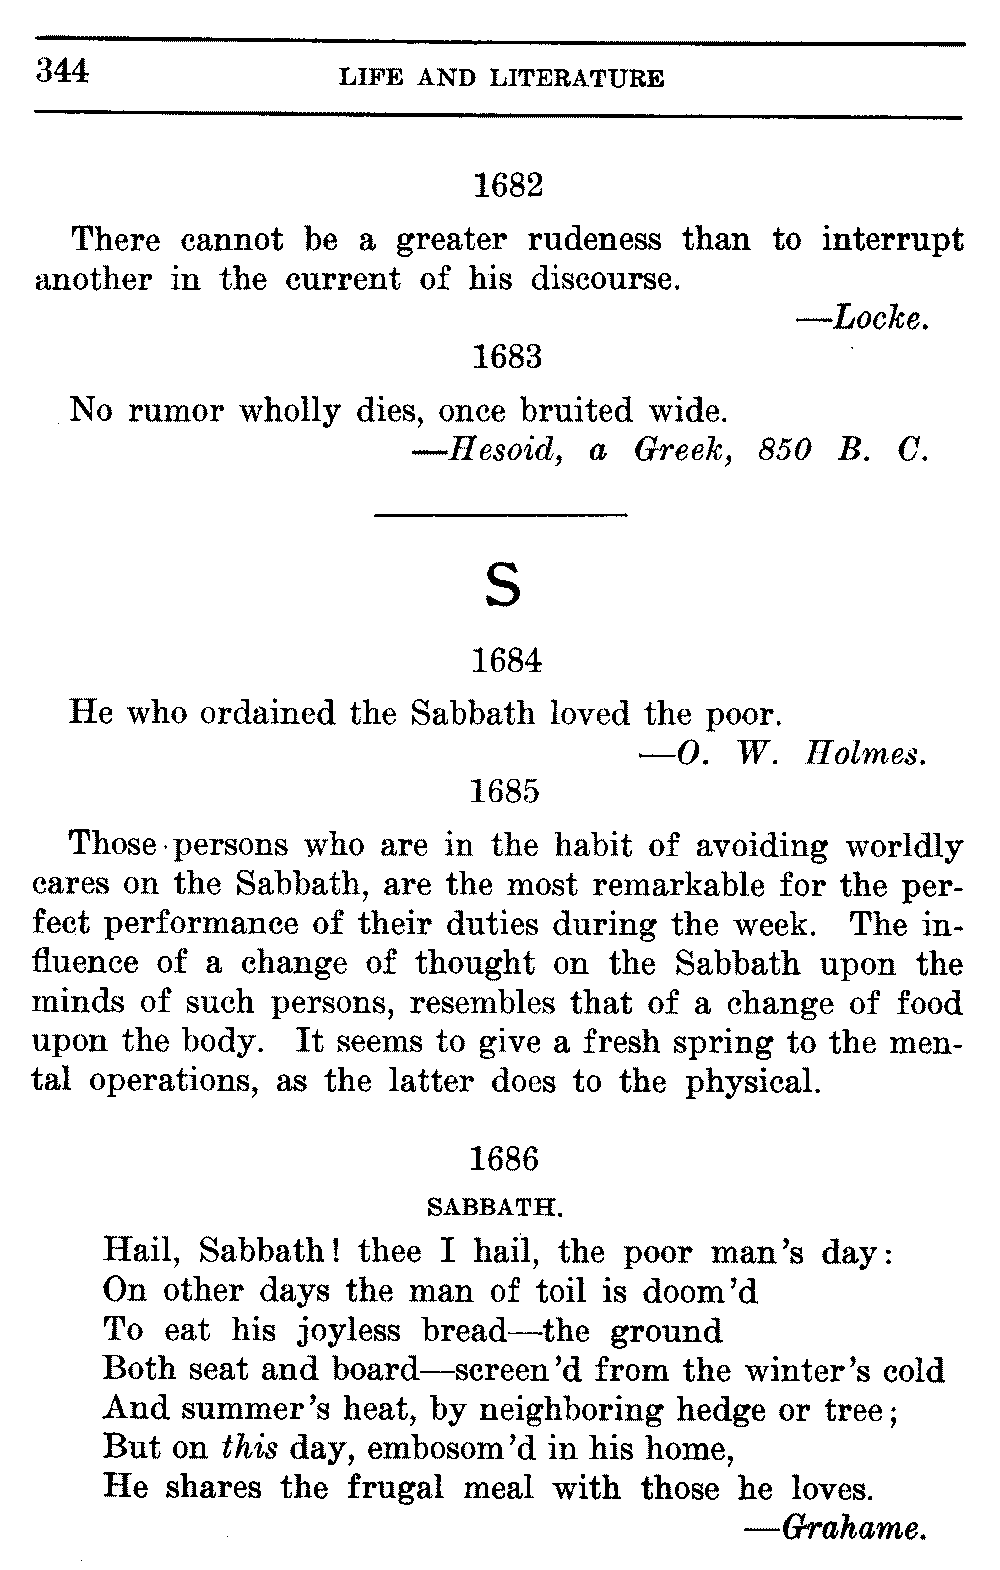 344
LIFE AND LITERATURE
1682
There cannot be a greater rudeness than to interrupt
another in the current of his discourse.
—Locke.
1683
No rumor wholly dies, once bruited wide.
—Hesoid, a Greek, 850 B. C.
S
1684
He who ordained the Sabbath loved the poor.
—O. W. Holmes.
1685
Those persons who are in the habit of avoiding worldly
cares on the Sabbath, are the most remarkable for the per-
fect performance of their duties during the week. The in-
fluence of a change of thought on the Sabbath upon the
minds of such persons, resembles that of a change of food
upon the body. It seems to give a fresh spring to the men-
tal operations, as the latter does to the physical.
1686
SABBATH.
Hail, Sabbath! thee I hail, the poor man's day:
On other days the man of toil is doom'd
To eat his joyless bread—the ground
Both seat and board—screen'd from the winter's cold
And summer's heat, by neighboring hedge or tree;
But on this day, embosom'd in his home,
He shares the frugal meal with those he loves.
—Grahame.